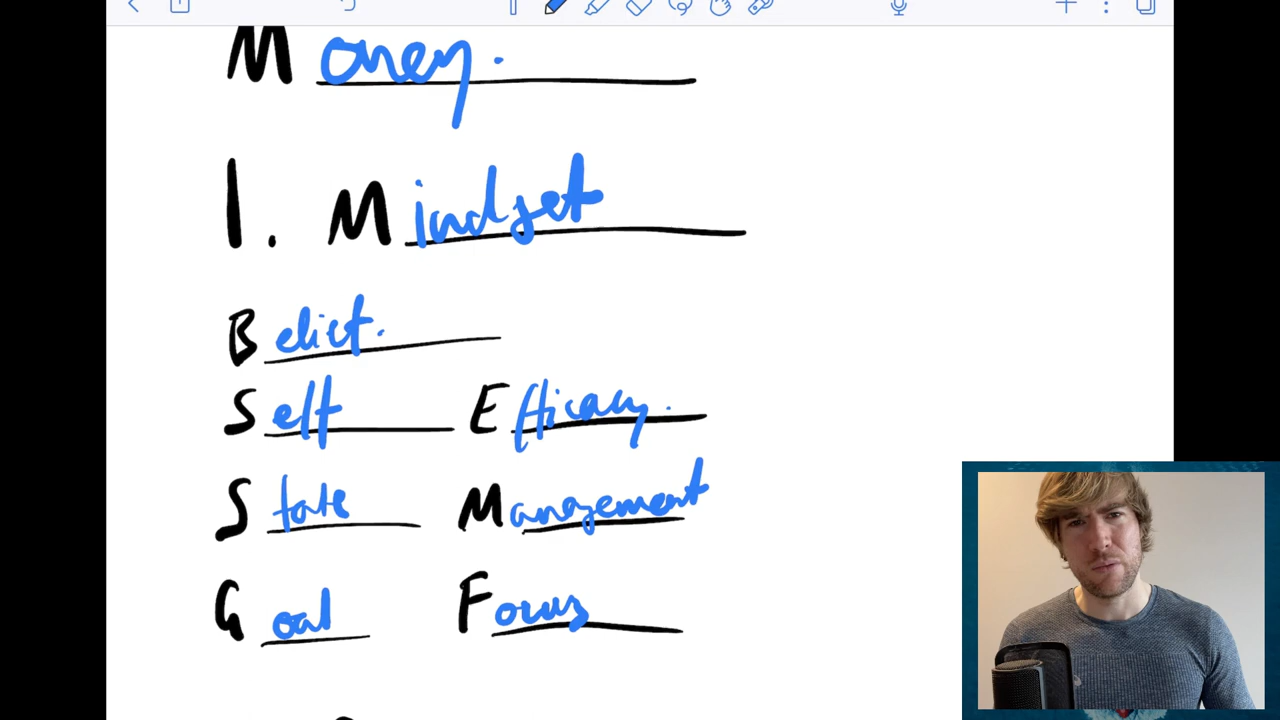 Money.
1. Mindset
Belief.
Self Efficacy.
State Management
Goal Focus